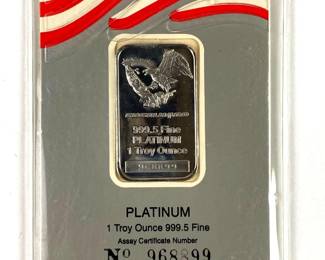 999.5 Fine
PLATINUM
1 Troy Ounce
968899
PLATINUM
1 Troy Ounce 999.5 Fine
Assay Certificate Number
No 968899